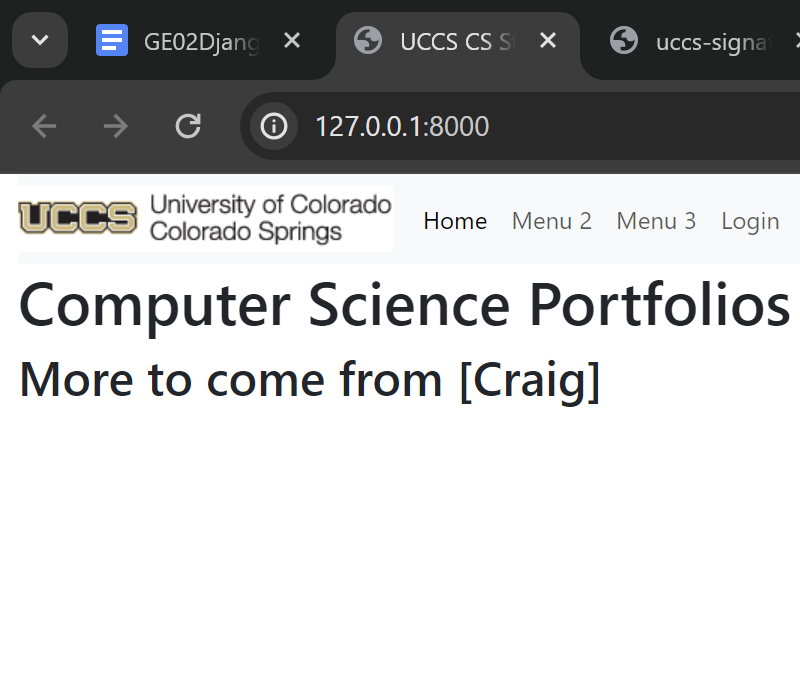 GE02Djang
UCCS CS S
uccs-signa
127.0.0.1:8000
UCCS University of Colorado
Colorado Springs
Home Menu 2 Menu 3 Login
Computer Science Portfolios
More to come from [Craig]